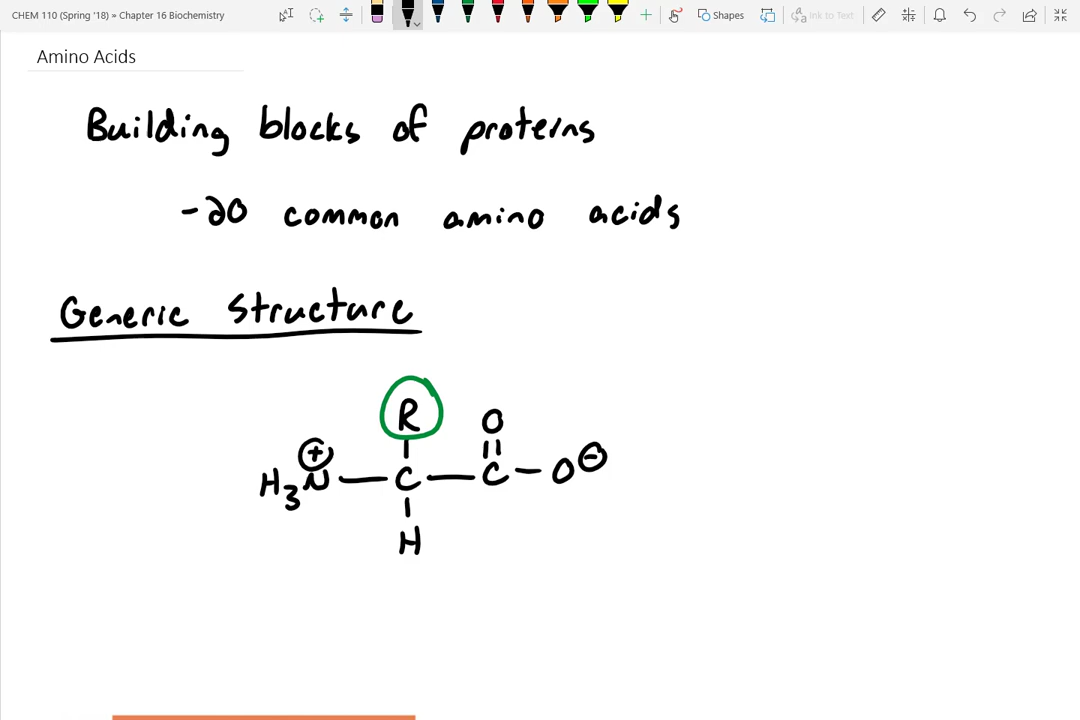 CHEM 110 (Spring '18) » Chapter 16 Biochemistry
Shapes
Ink to Text
Amino Acids
Building blocks of proteins
-20 common amino acids
Generic Structure
R
O
H3N+ — C — C — O-
H